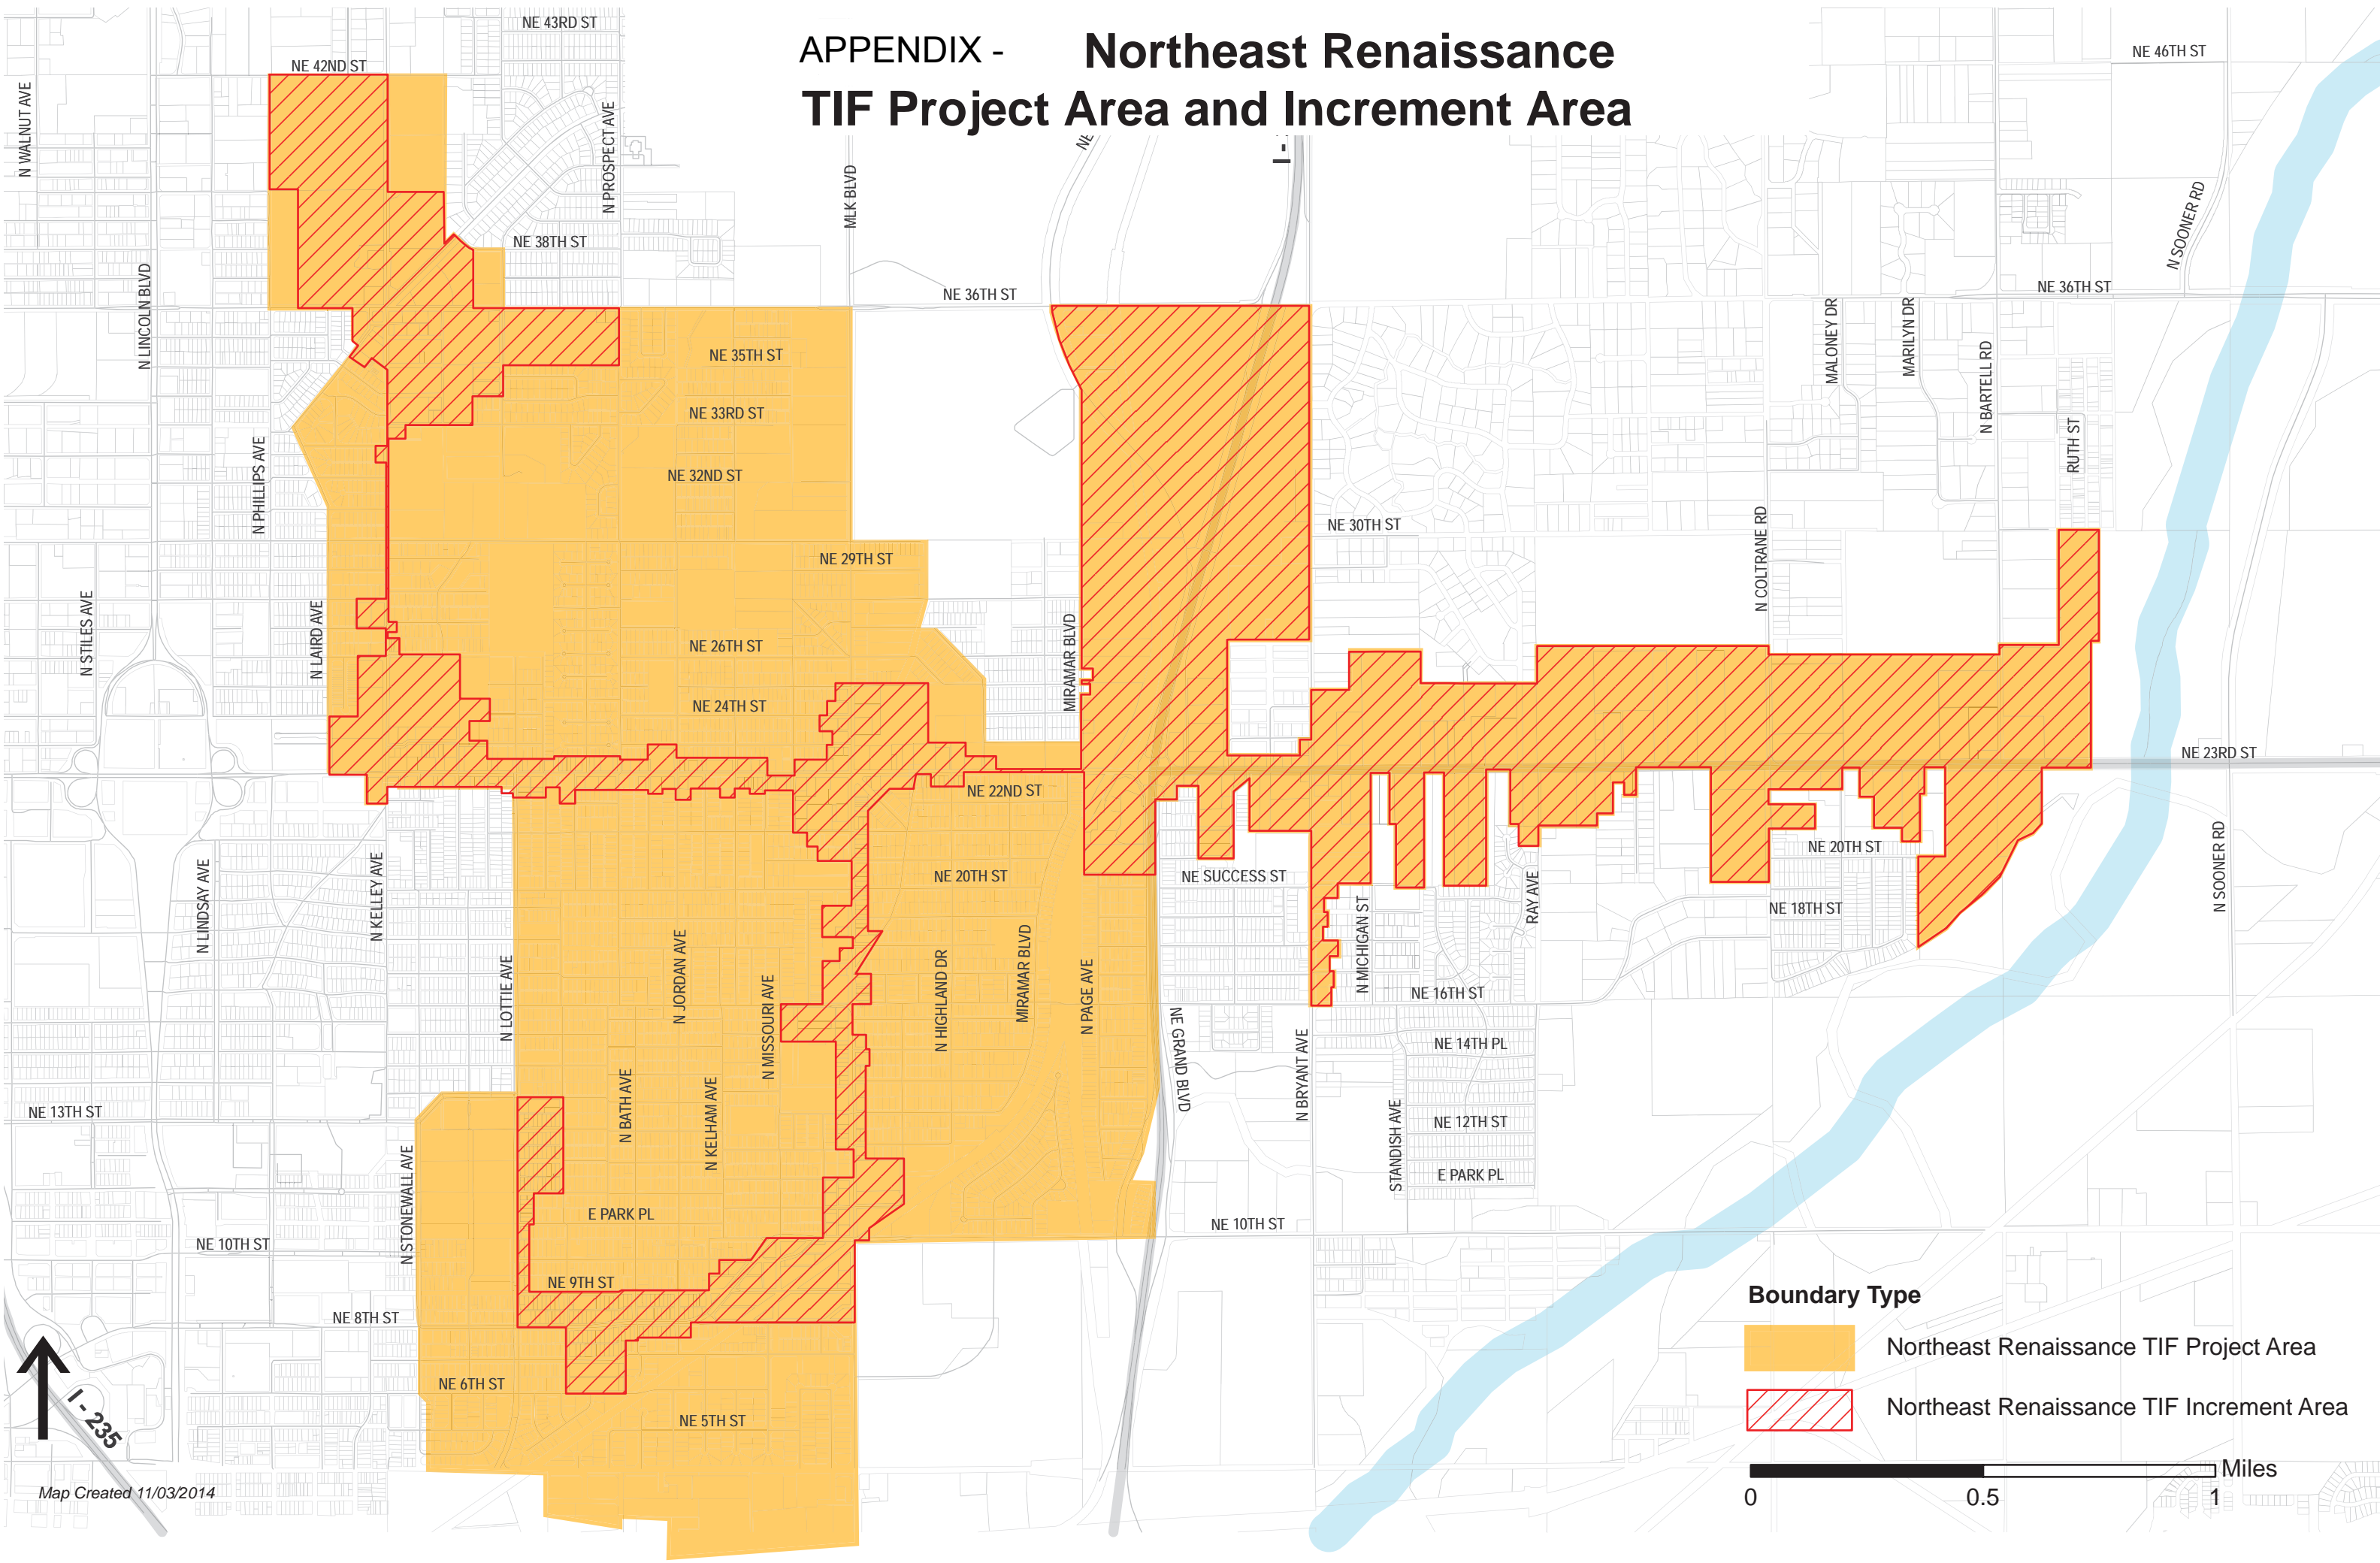 APPENDIX - Northeast Renaissance
TIF Project Area and Increment Area
NE 43RD ST
NE 42ND ST
NE 46TH ST
N WALNUT AVE
N PROSPECT AVE
MLK BLVD
NE
I -
N SOONER RD
NE 38TH ST
N LINCOLN BLVD
NE 36TH ST
NE 36TH ST
MALONEY DR
MARILYN DR
N BARTELL RD
NE 35TH ST
NE 33RD ST
RUTH ST
NE 32ND ST
N PHILLIPS AVE
NE 30TH ST
N COLTRANE RD
NE 29TH ST
N STILES AVE
N LAIRD AVE
NE 26TH ST
MIRAMAR BLVD
NE 24TH ST
NE 23RD ST
NE 22ND ST
NE 20TH ST
N SOONER RD
N LINDSAY AVE
N KELLEY AVE
NE 20TH ST
NE SUCCESS ST
RAY AVE
NE 18TH ST
N LOTTIE AVE
N JORDAN AVE
N MISSOURI AVE
N HIGHLAND DR
MIRAMAR BLVD
N PAGE AVE
N MICHIGAN ST
NE 16TH ST
NE GRAND BLVD
N BRYANT AVE
NE 14TH PL
NE 13TH ST
N BATH AVE
N KELHAM AVE
STANDISH AVE
NE 12TH ST
E PARK PL
N STONEWALL AVE
E PARK PL
NE 10TH ST
NE 10TH ST
NE 9TH ST
NE 8TH ST
NE 6TH ST
NE 5TH ST
I - 235
Map Created 11/03/2014
Boundary Type
Northeast Renaissance TIF Project Area
Northeast Renaissance TIF Increment Area
Miles
0 0.5 1